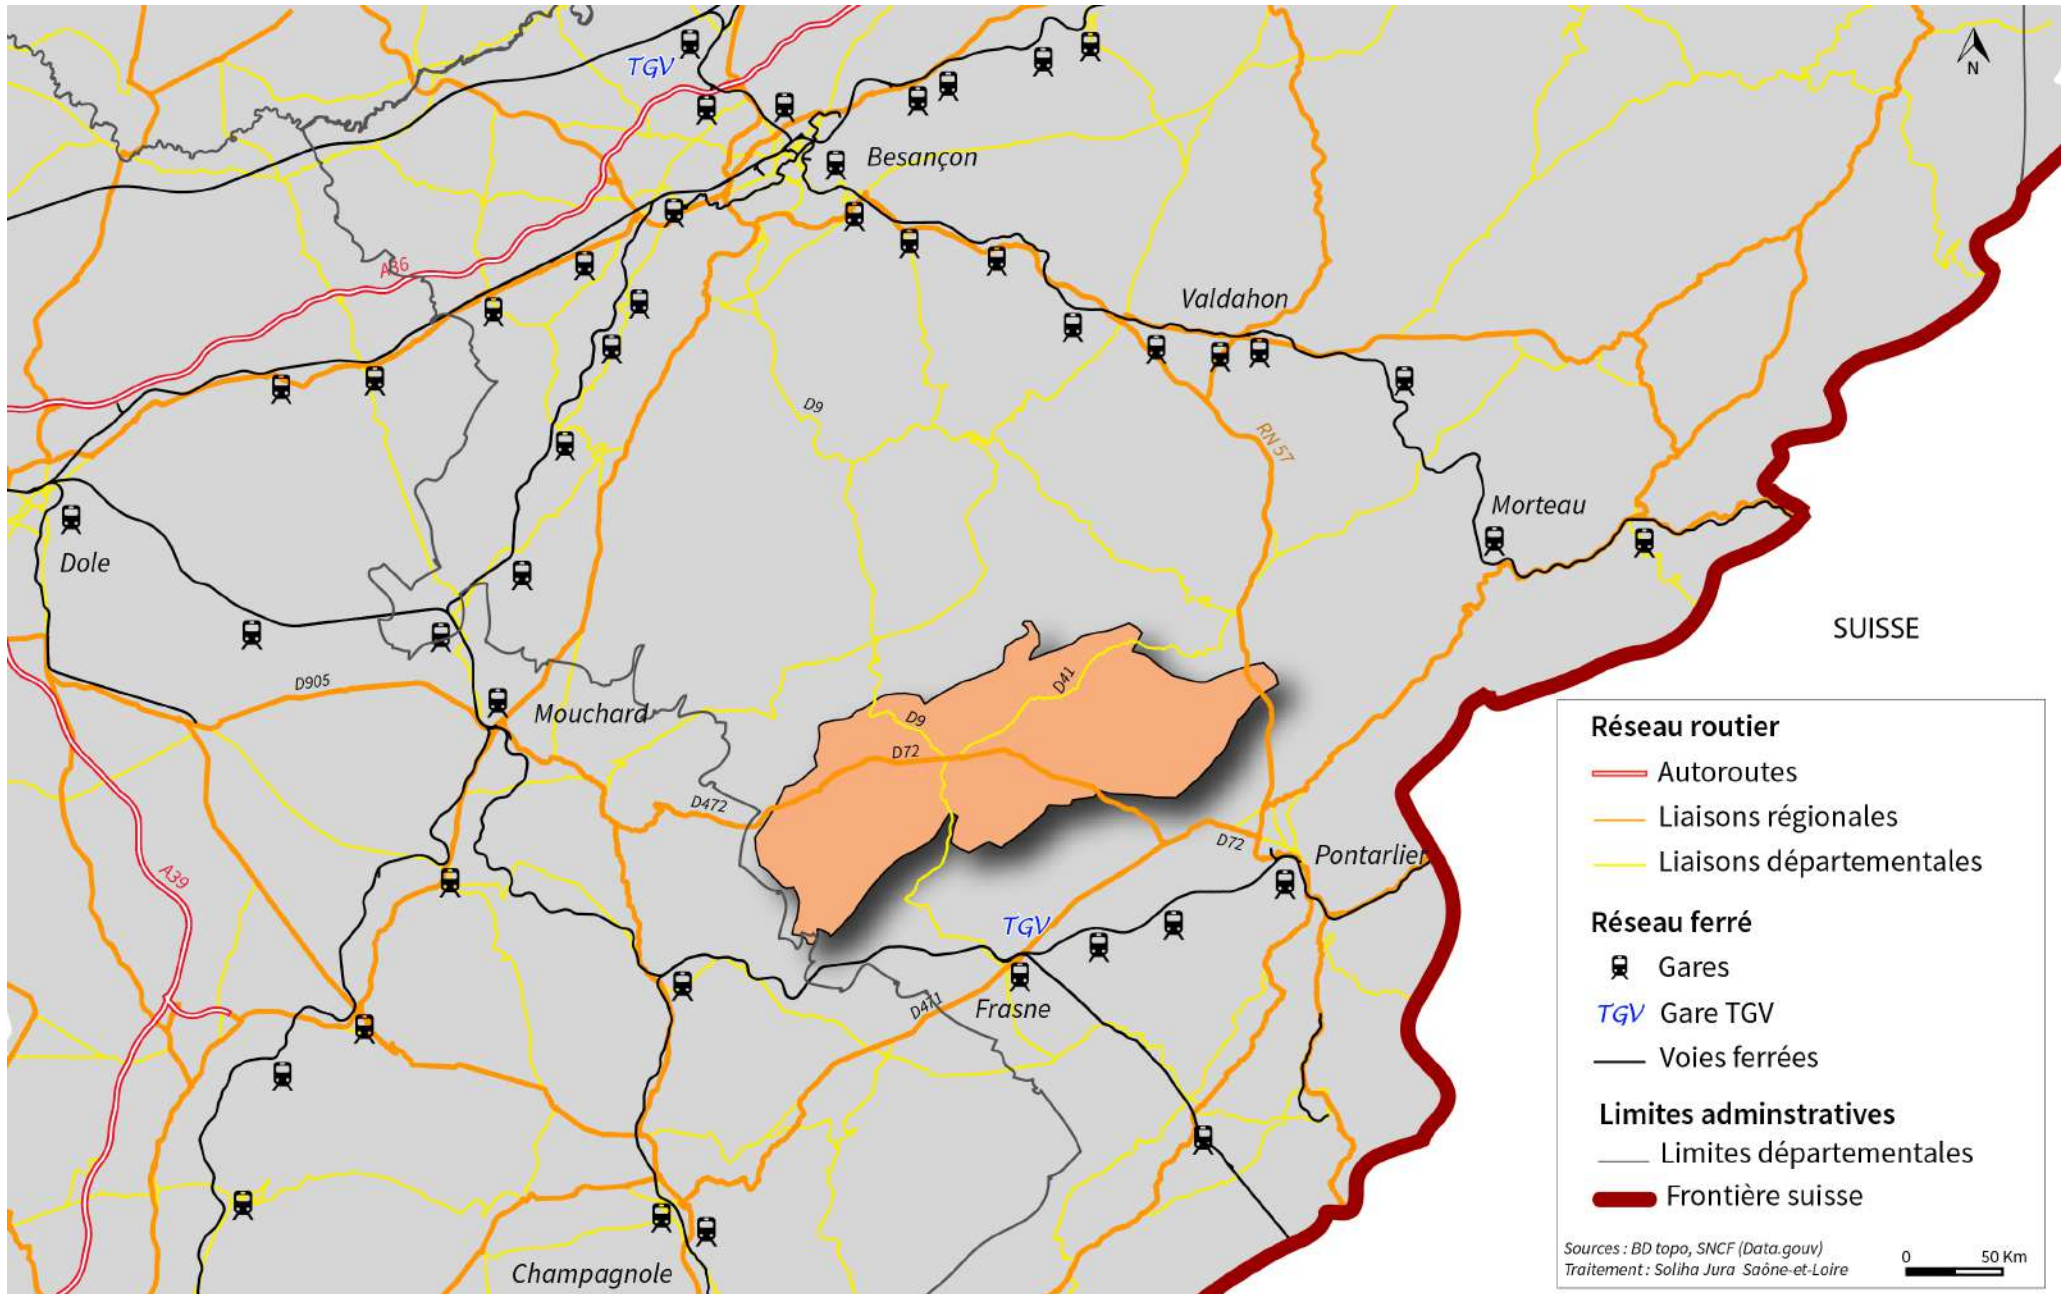 TGV
N
Besançon
A36
Valdahon
D9
RN 57
Morteau
Dole
SUISSE
D41
D905
Mouchard
D9
D72
D472
D72
Pontarlier
A39
TGV
D471
Frasne
Champagnole
Réseau routier
Autoroutes
Liaisons régionales
Liaisons départementales
Réseau ferré
Gares
TGV Gare TGV
Voies ferrées
Limites adminstratives
Limites départementales
Frontière suisse
Sources : BD topo, SNCF (Data.gouv)
Traitement : Soliha Jura Saône-et-Loire
0 50 Km